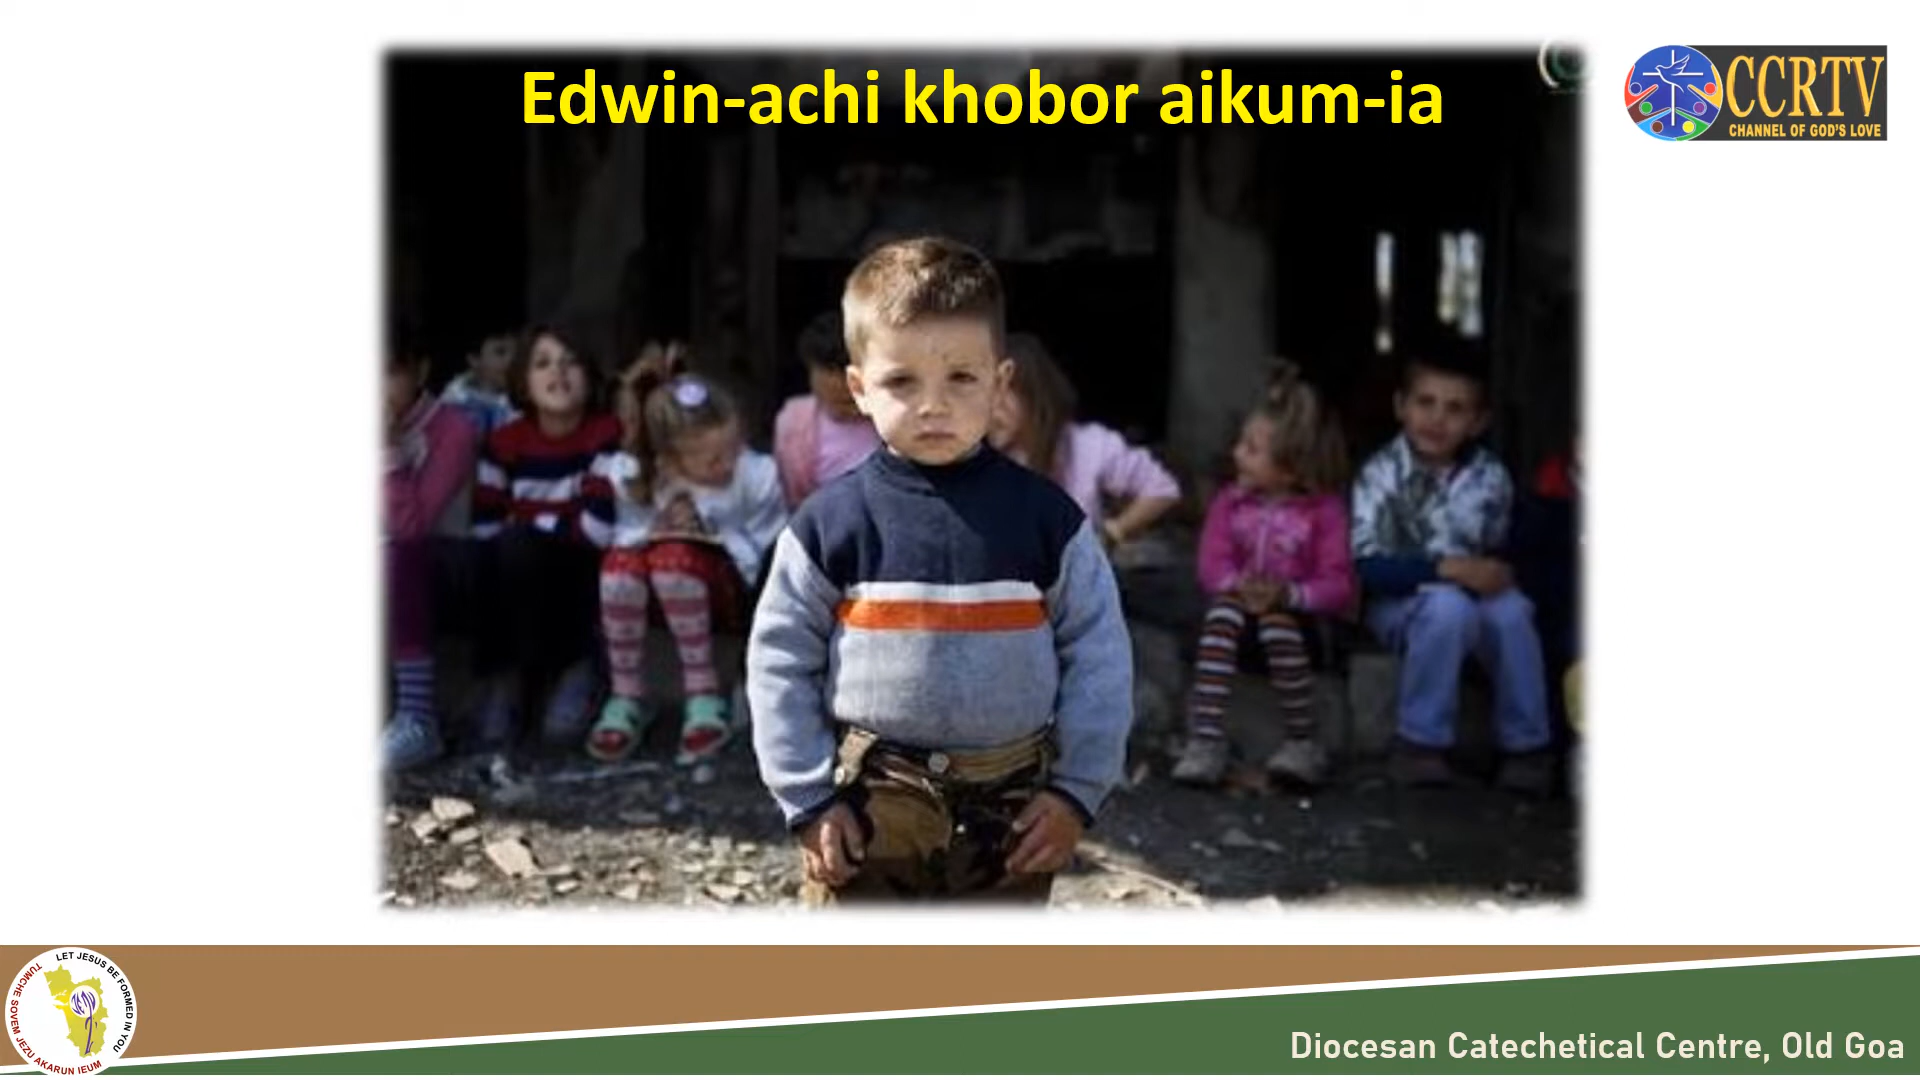 Edwin-achi khobor aikum-ia
CCRTV
CHANNEL OF GOD'S LOVE
LET JESUS BE FORMED IN YOU
TUMCHE SOVEM JEZU AKARUN IEUM
Diocesan Catechetical Centre, Old Goa